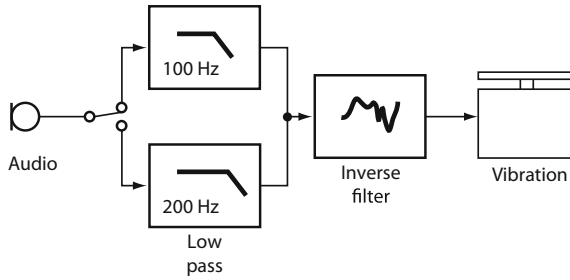 100 Hz
Audio
200 Hz
Low
pass
Inverse
filter
Vibration